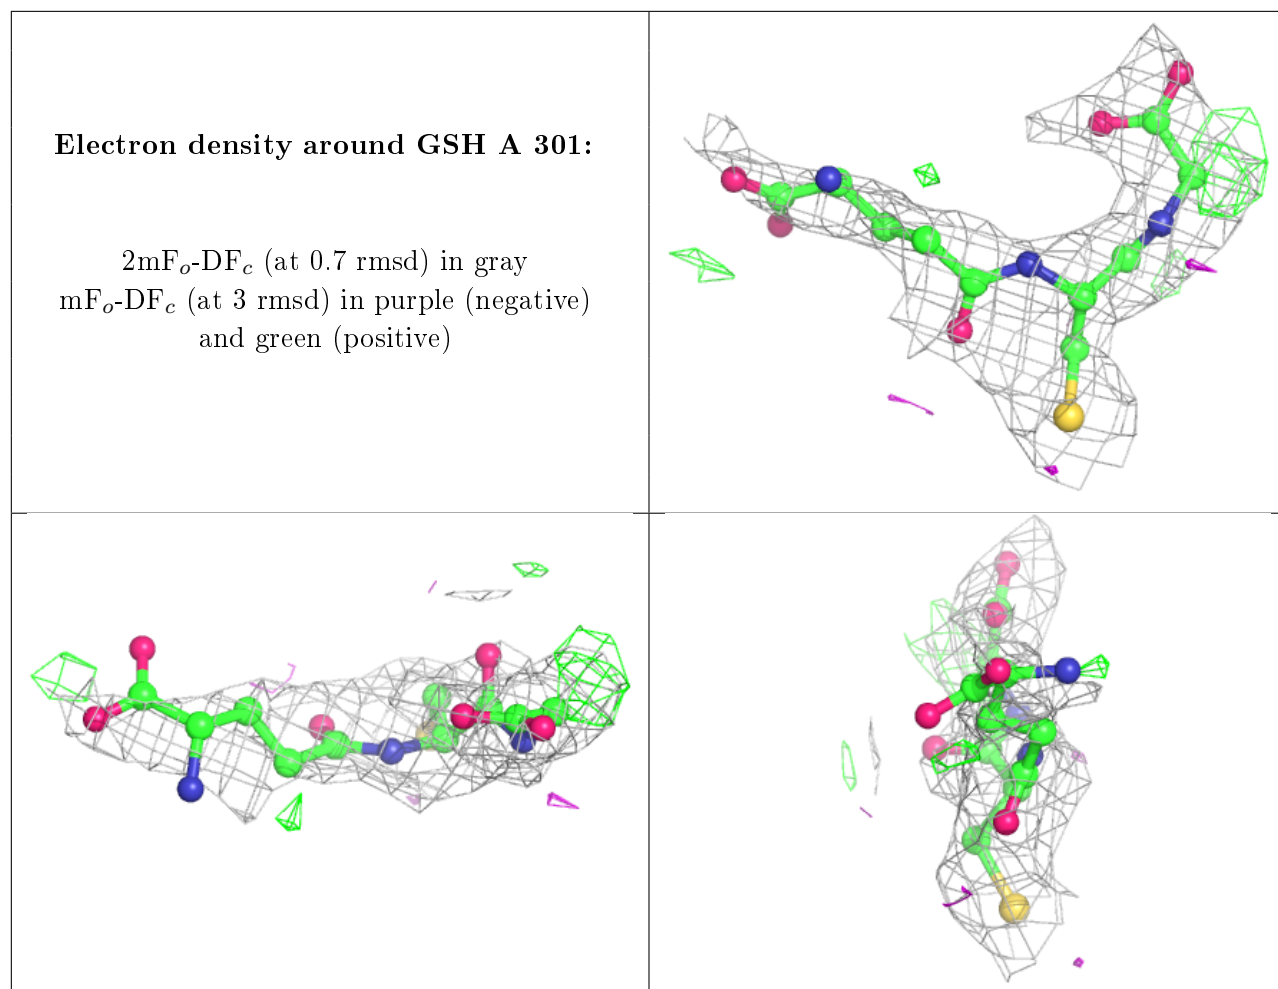 Electron density around GSH A 301:
2mFo-DFc (at 0.7 rmsd) in gray
mFo-DFc (at 3 rmsd) in purple (negative)
and green (positive)